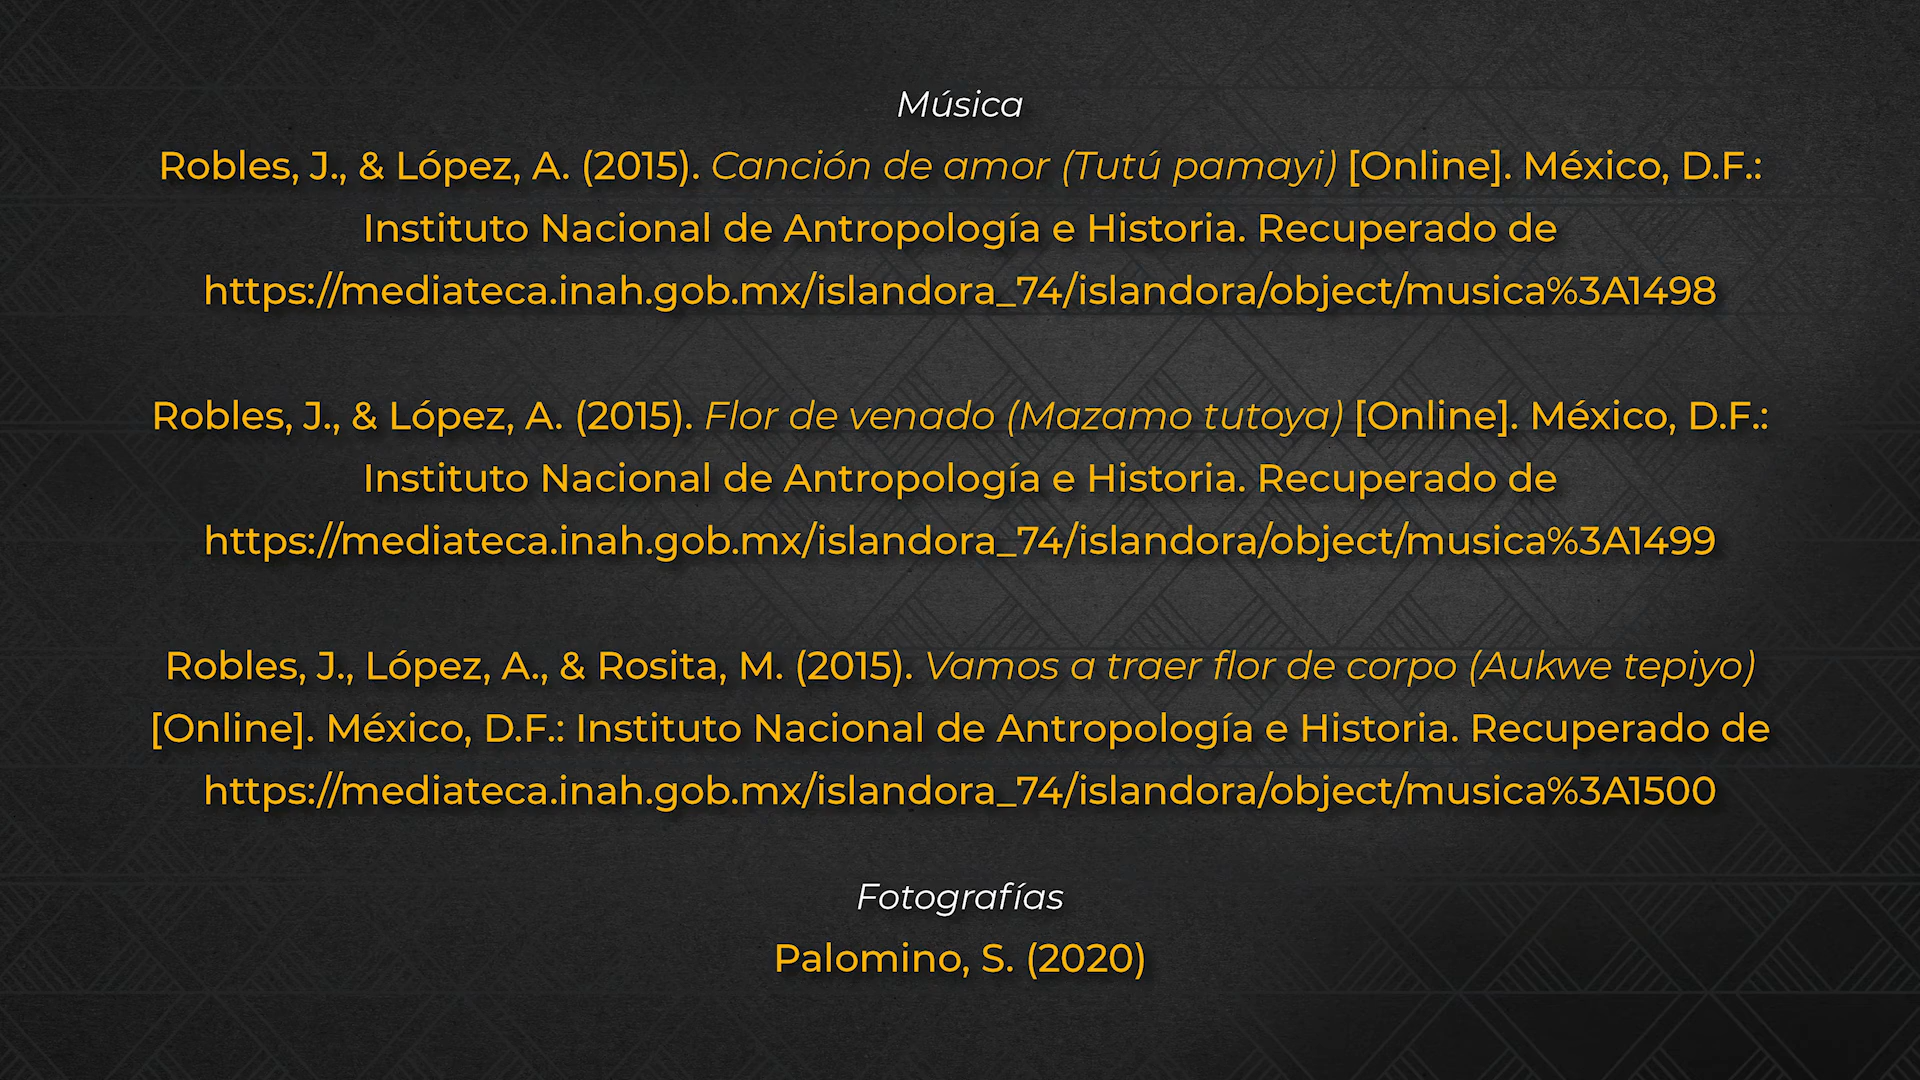 Música
Robles, J., & López, A. (2015). Canción de amor (Tutú pamayi) [Online]. México, D.F.:
Instituto Nacional de Antropología e Historia. Recuperado de
https://mediateca.inah.gob.mx/islandora_74/islandora/object/musica%3A1498
Robles, J., & López, A. (2015). Flor de venado (Mazamo tutoya) [Online]. México, D.F.:
Instituto Nacional de Antropología e Historia. Recuperado de
https://mediateca.inah.gob.mx/islandora_74/islandora/object/musica%3A1499
Robles, J., López, A., & Rosita, M. (2015). Vamos a traer flor de corpo (Aukwe tepiyo)
[Online]. México, D.F.: Instituto Nacional de Antropología e Historia. Recuperado de
https://mediateca.inah.gob.mx/islandora_74/islandora/object/musica%3A1500
Fotografías
Palomino, S. (2020)